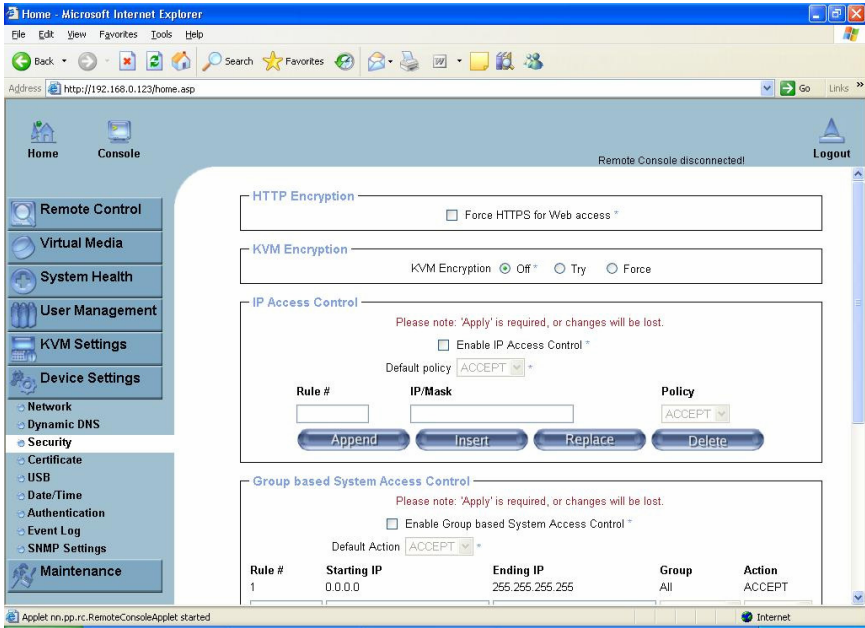 Home - Microsoft Internet Explorer
File Edit View Favorites Tools Help
Back Search Favorites
Address http://192.168.0.123/home.asp Go Links »
Home Console Remote Console disconnected! Logout
Remote Control
Virtual Media
System Health
User Management
KVM Settings
Device Settings
Network
Dynamic DNS
Security
Certificate
USB
Date/Time
Authentication
Event Log
SNMP Settings
Maintenance
HTTP Encryption
Force HTTPS for Web access *
KVM Encryption
KVM Encryption Off * Try Force
IP Access Control
Please note: 'Apply' is required, or changes will be lost.
Enable IP Access Control *
Default policy ACCEPT *
Rule # IP/Mask Policy
ACCEPT
Append Insert Replace Delete
Group based System Access Control
Please note: 'Apply' is required, or changes will be lost.
Enable Group based System Access Control *
Default Action ACCEPT *
Rule # Starting IP Ending IP Group Action
1 0.0.0.0 255.255.255.255 All ACCEPT
Applet nn.pp.rc.RemoteConsoleApplet started Internet